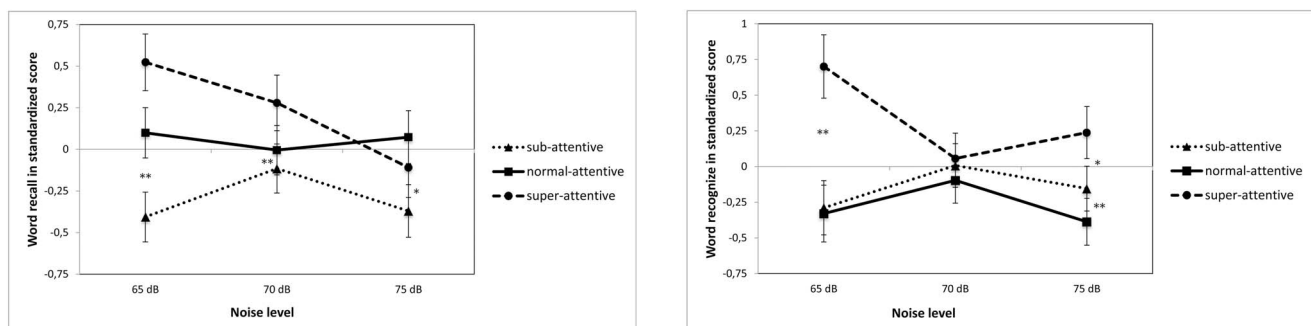 Word recall in standardized score
0,75
0,5
0,25
0
-0,25
-0,5
-0,75
**
**
*
65 dB
70 dB
75 dB
Noise level
sub-attentive
normal-attentive
super-attentive
Word recognize in standardized score
1
0,75
0,5
0,25
0
-0,25
-0,5
-0,75
**
*
**
65 dB
70 dB
75 dB
Noise level
sub-attentive
normal-attentive
super-attentive